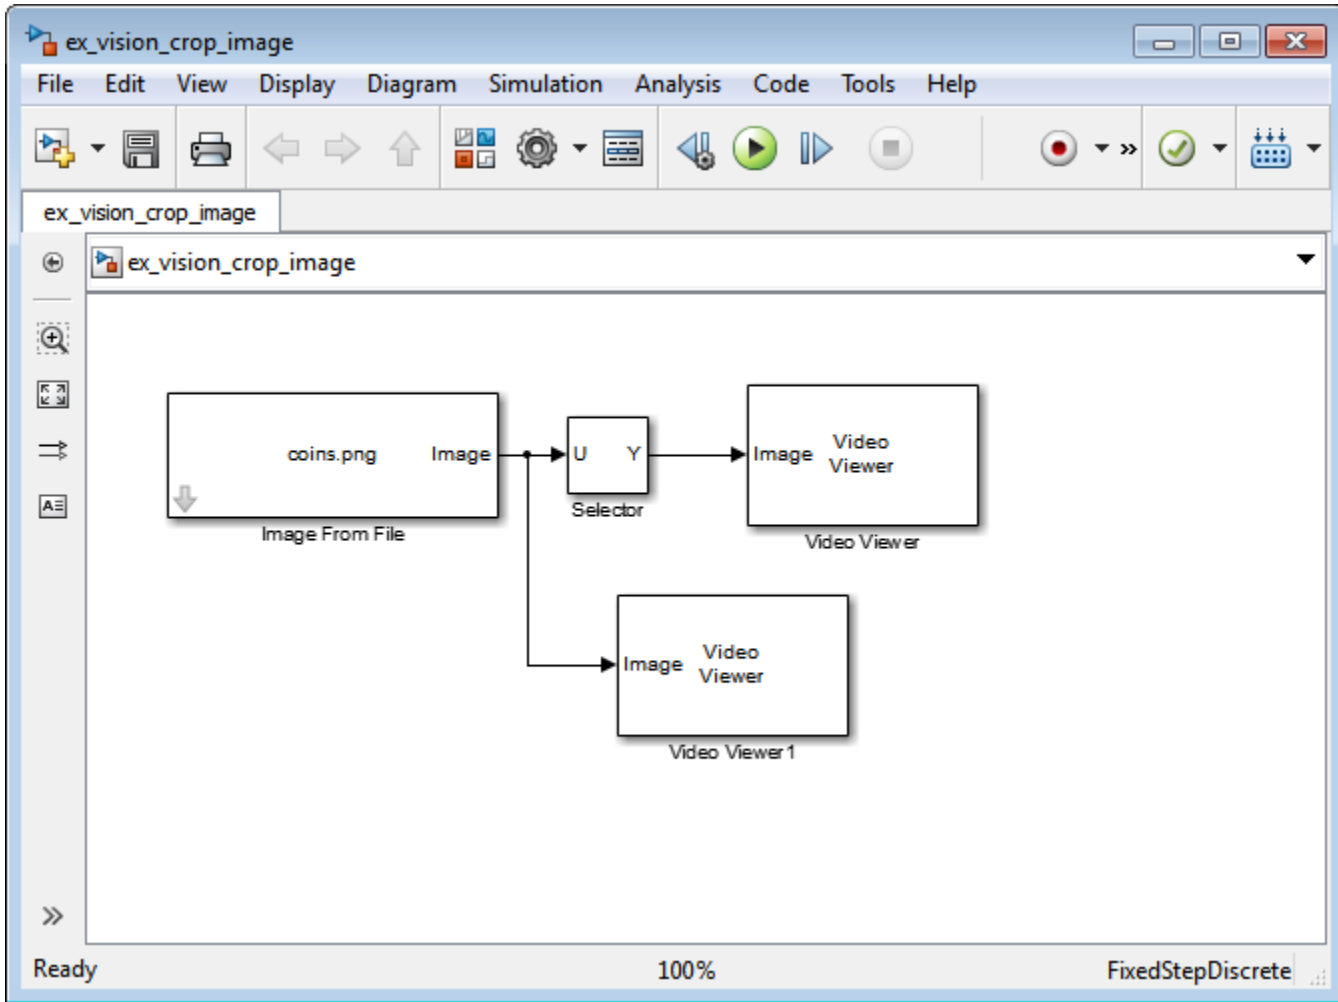 ex_vision_crop_image
File Edit View Display Diagram Simulation Analysis Code Tools Help
ex_vision_crop_image
ex_vision_crop_image
coins.png Image
Image From File
U Y
Selector
Image Video
Viewer
Video Viewer
Image Video
Viewer
Video Viewer1
Ready 100% FixedStepDiscrete